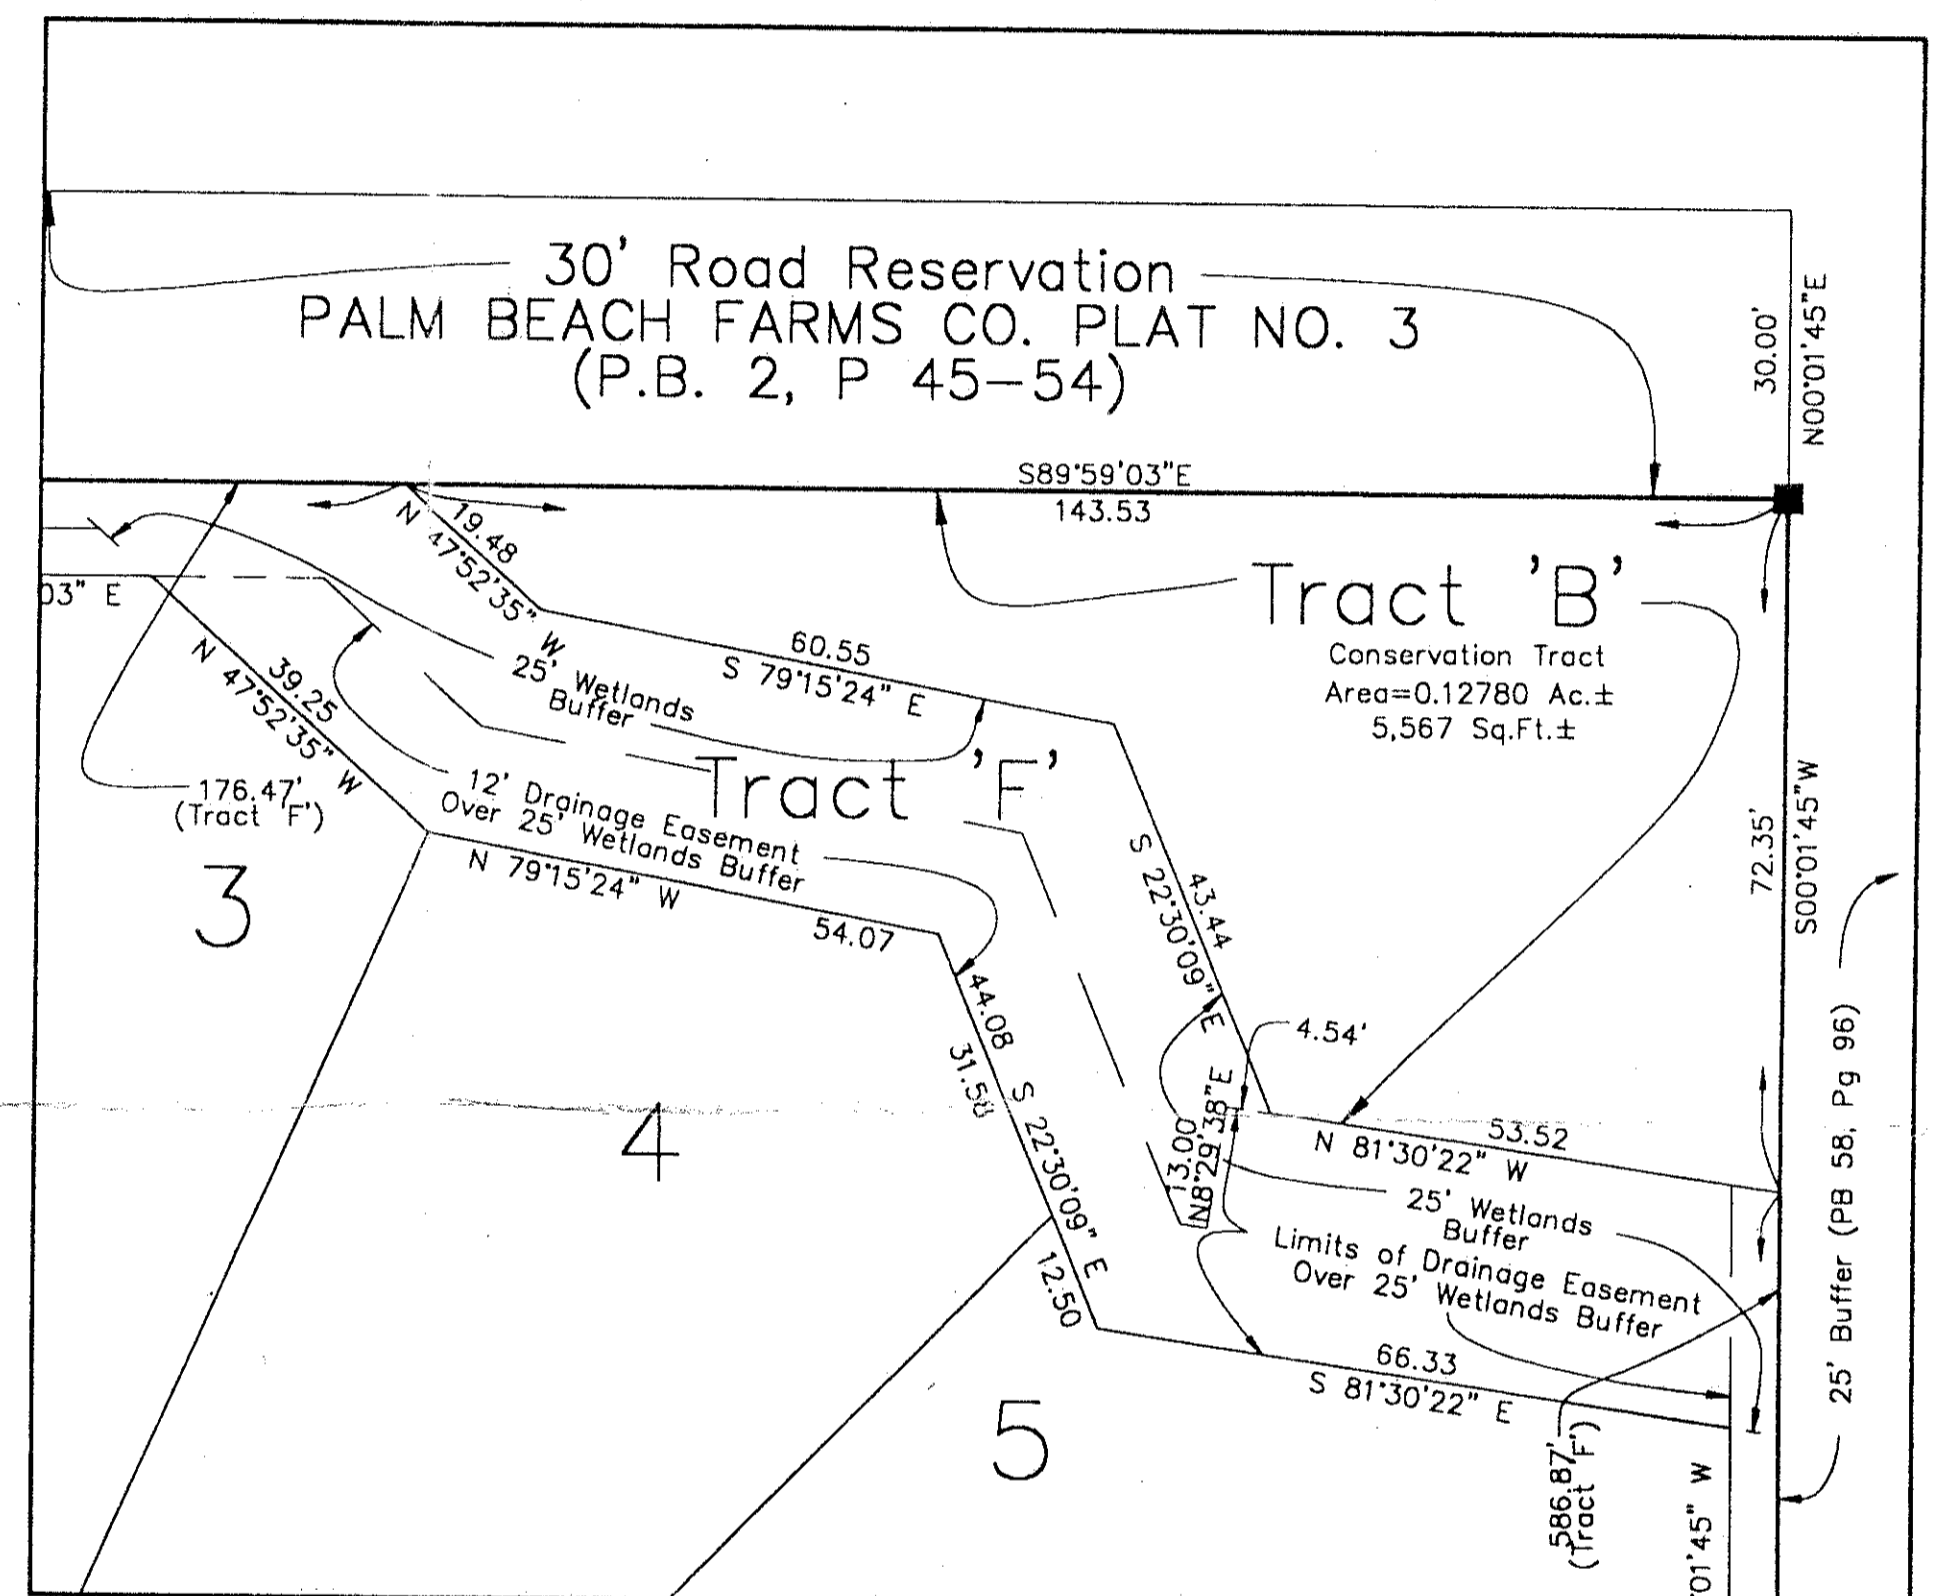 30' Road Reservation
PALM BEACH FARMS CO. PLAT NO. 3
(P.B. 2, P 45-54)
30.00'
N00°01'45"E
S89°59'03"E
143.53
19.48
N 47°52'35" W
03" E
Tract 'B'
Conservation Tract
Area=0.12780 Ac.±
5,567 Sq.Ft.±
60.55
S 79°15'24" E
25' Wetlands
Buffer
39.25
N 47°52'35" W
176.47'
(Tract 'F')
Tract 'F'
12' Drainage Easement
Over 25' Wetlands Buffer
N 79°15'24" W
54.07
3
43.44
S 22°30'09" E
72.35'
S00°01'45"W
44.08
31.58
S 22°30'09" E
12.50
4.54'
13.00
N8°29'38"E
53.52
N 81°30'22" W
4
25' Wetlands
Buffer
Limits of Drainage Easement
Over 25' Wetlands Buffer
66.33
S 81°30'22" E
5
586.87'
(Tract 'F')
01'45" W
25' Buffer (PB 58, Pg 96)